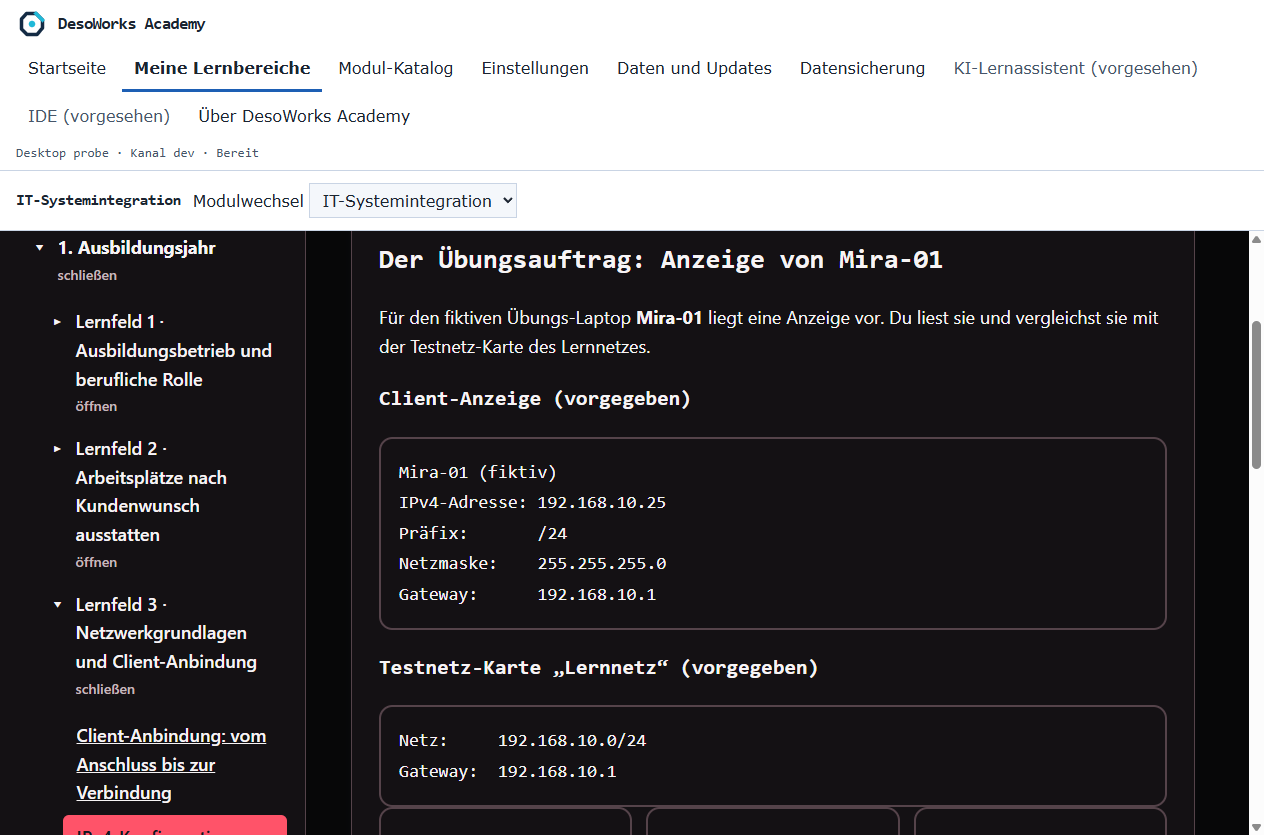 DesoWorks Academy
Startseite
Meine Lernbereiche
Modul-Katalog
Einstellungen
Daten und Updates
Datensicherung
KI-Lernassistent (vorgesehen)
IDE (vorgesehen)
Über DesoWorks Academy
Desktop probe · Kanal dev · Bereit
IT-Systemintegration
Modulwechsel
IT-Systemintegration
1. Ausbildungsjahr
schließen
Lernfeld 1 ·
Ausbildungsbetrieb und
berufliche Rolle
öffnen
Lernfeld 2 ·
Arbeitsplätze nach
Kundenwunsch
ausstatten
öffnen
Lernfeld 3 ·
Netzwerkgrundlagen
und Client-Anbindung
schließen
Client-Anbindung: vom
Anschluss bis zur
Verbindung
Der Übungsauftrag: Anzeige von Mira-01
Für den fiktiven Übungs-Laptop Mira-01 liegt eine Anzeige vor. Du liest sie und vergleichst sie mit
der Testnetz-Karte des Lernnetzes.
Client-Anzeige (vorgegeben)
Mira-01 (fiktiv)
IPv4-Adresse: 192.168.10.25
Präfix: /24
Netzmaske: 255.255.255.0
Gateway: 192.168.10.1
Testnetz-Karte „Lernnetz“ (vorgegeben)
Netz: 192.168.10.0/24
Gateway: 192.168.10.1